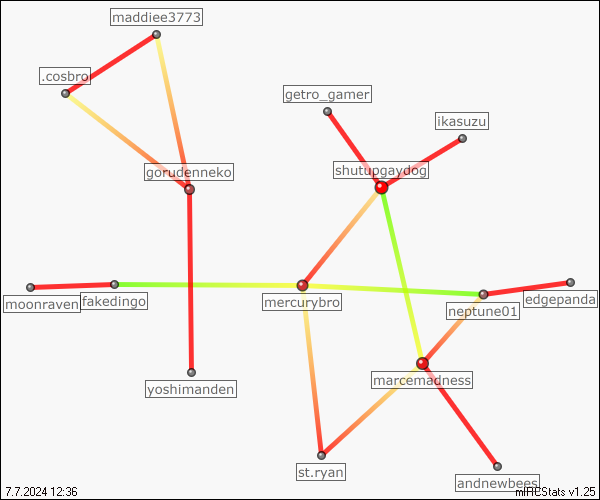 maddiee3773
.cosbro
getro_gamer
ikasuzu
gorudenneko
shutupgaydog
moonraven
fakedingo
mercurybro
neptune01
edgepanda
yoshimanden
marcemadness
st.ryan
andnewbees
7.7.2024 12:36
mIRCStats v1.25